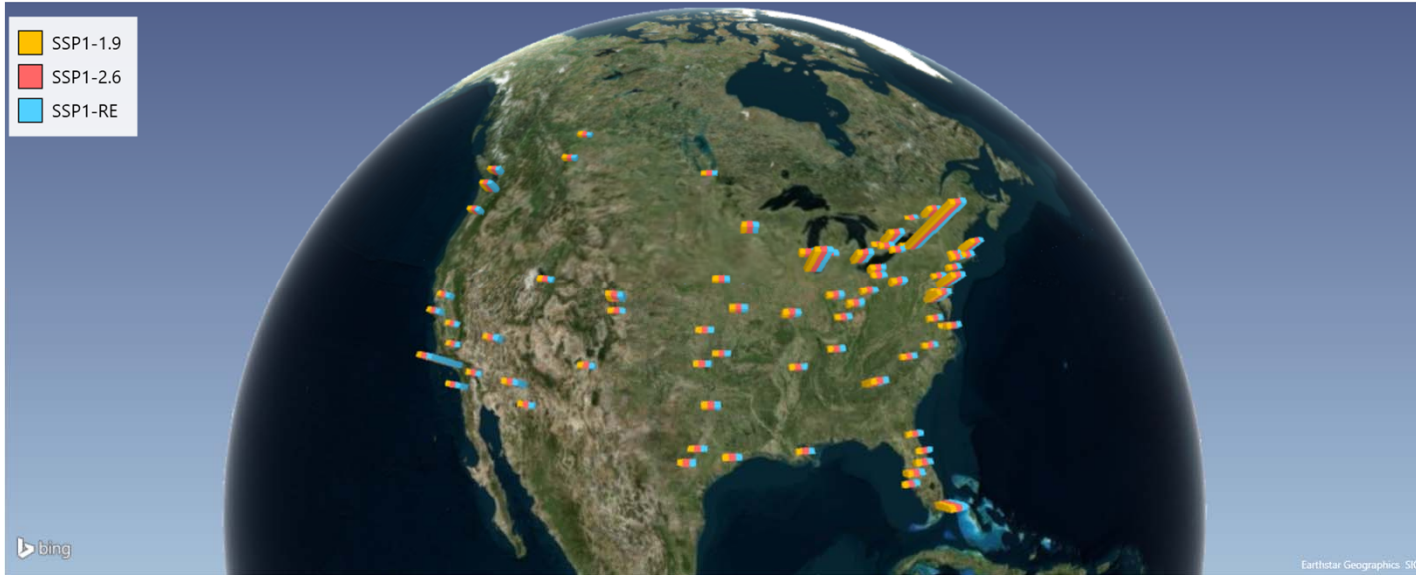 SSP1-1.9
SSP1-2.6
SSP1-RE
bing
Earthstar Geographics